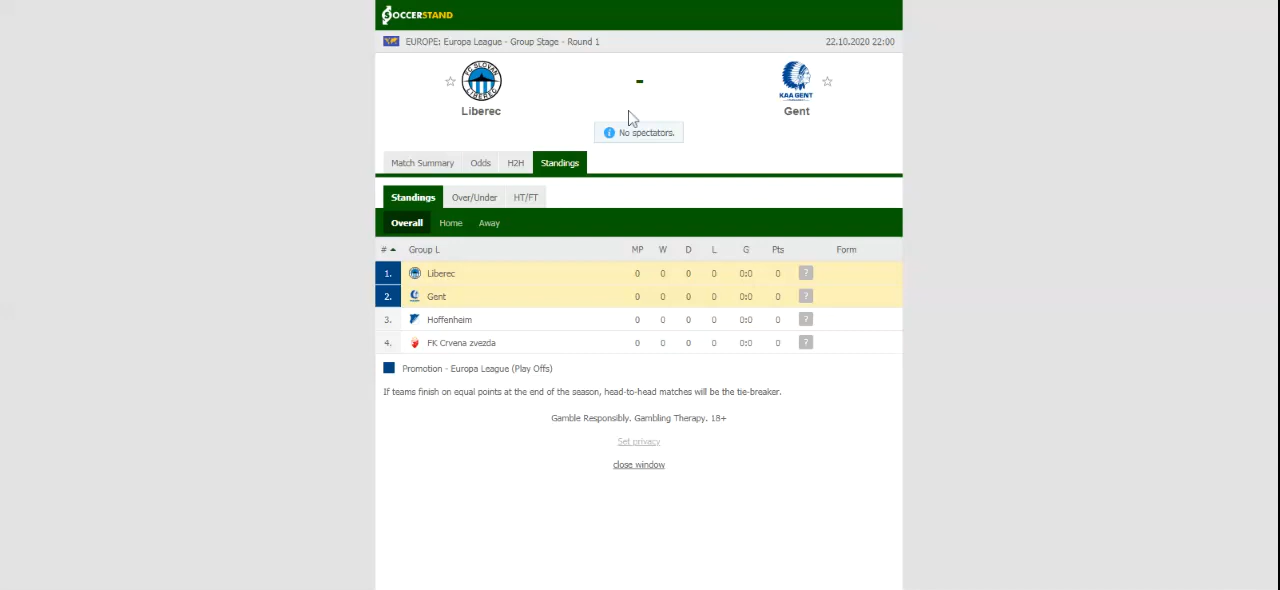 SOCCERSTAND
EUROPE: Europa League - Group Stage - Round 1 22.10.2020 22:00
F.C. SLOVAN LIBEREC
KAA GENT
Liberec - Gent
i No spectators.
Match Summary Odds H2H Standings
Standings Over/Under HT/FT
Overall Home Away
# Group L MP W D L G Pts Form
1. Liberec 0 0 0 0 0:0 0 ?
2. Gent 0 0 0 0 0:0 0 ?
3. Hoffenheim 0 0 0 0 0:0 0 ?
4. FK Crvena zvezda 0 0 0 0 0:0 0 ?
Promotion - Europa League (Play Offs)
If teams finish on equal points at the end of the season, head-to-head matches will be the tie-breaker.
Gamble Responsibly. Gambling Therapy. 18+
Set privacy
close window